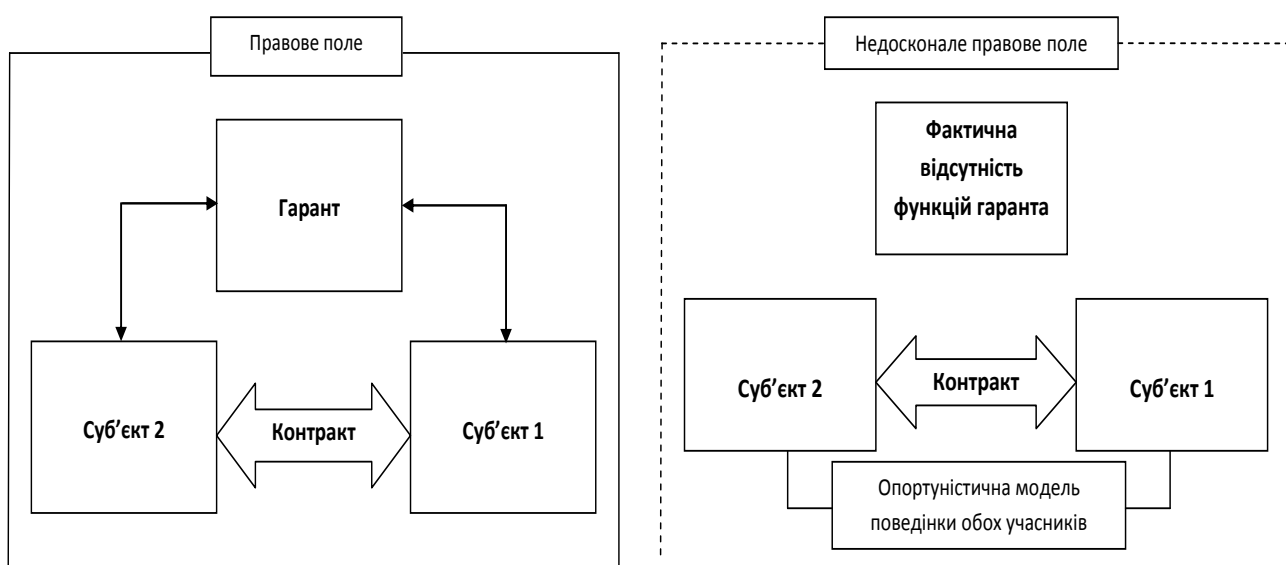 Правове поле
Гарант
Суб’єкт 2
Контракт
Суб’єкт 1
Недосконале правове поле
Фактична
відсутність
функцій гаранта
Суб’єкт 2
Контракт
Суб’єкт 1
Опортуністична модель
поведінки обох учасників